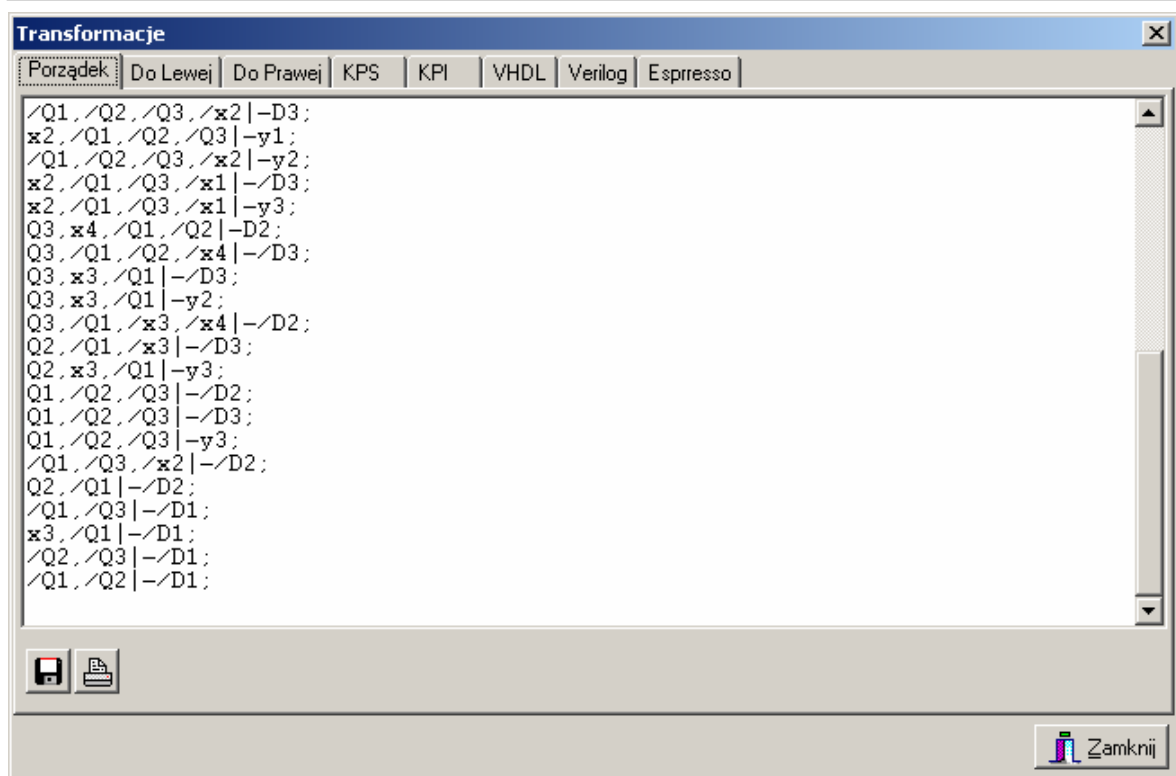 Transformacje
Porządek Do Lewej Do Prawej KPS KPI VHDL Verilog Esprresso
/Q1,/Q2,/Q3,/x2|-D3;
x2,/Q1,/Q2,/Q3|-y1;
/Q1,/Q2,/Q3,/x2|-y2;
x2,/Q1,/Q3,/x1|-/D3;
x2,/Q1,/Q3,/x1|-y3;
Q3,x4,/Q1,/Q2|-D2;
Q3,/Q1,/Q2,/x4|-/D3;
Q3,x3,/Q1|-/D3;
Q3,x3,/Q1|-y2;
Q3,/Q1,/x3,/x4|-/D2;
Q2,/Q1,/x3|-/D3;
Q2,x3,/Q1|-y3;
Q1,/Q2,/Q3|-/D2;
Q1,/Q2,/Q3|-/D3;
Q1,/Q2,/Q3|-y3;
/Q1,/Q3,/x2|-/D2;
Q2,/Q1|-/D2;
/Q1,/Q3|-/D1;
x3,/Q1|-/D1;
/Q2,/Q3|-/D1;
/Q1,/Q2|-/D1;
Zamknij